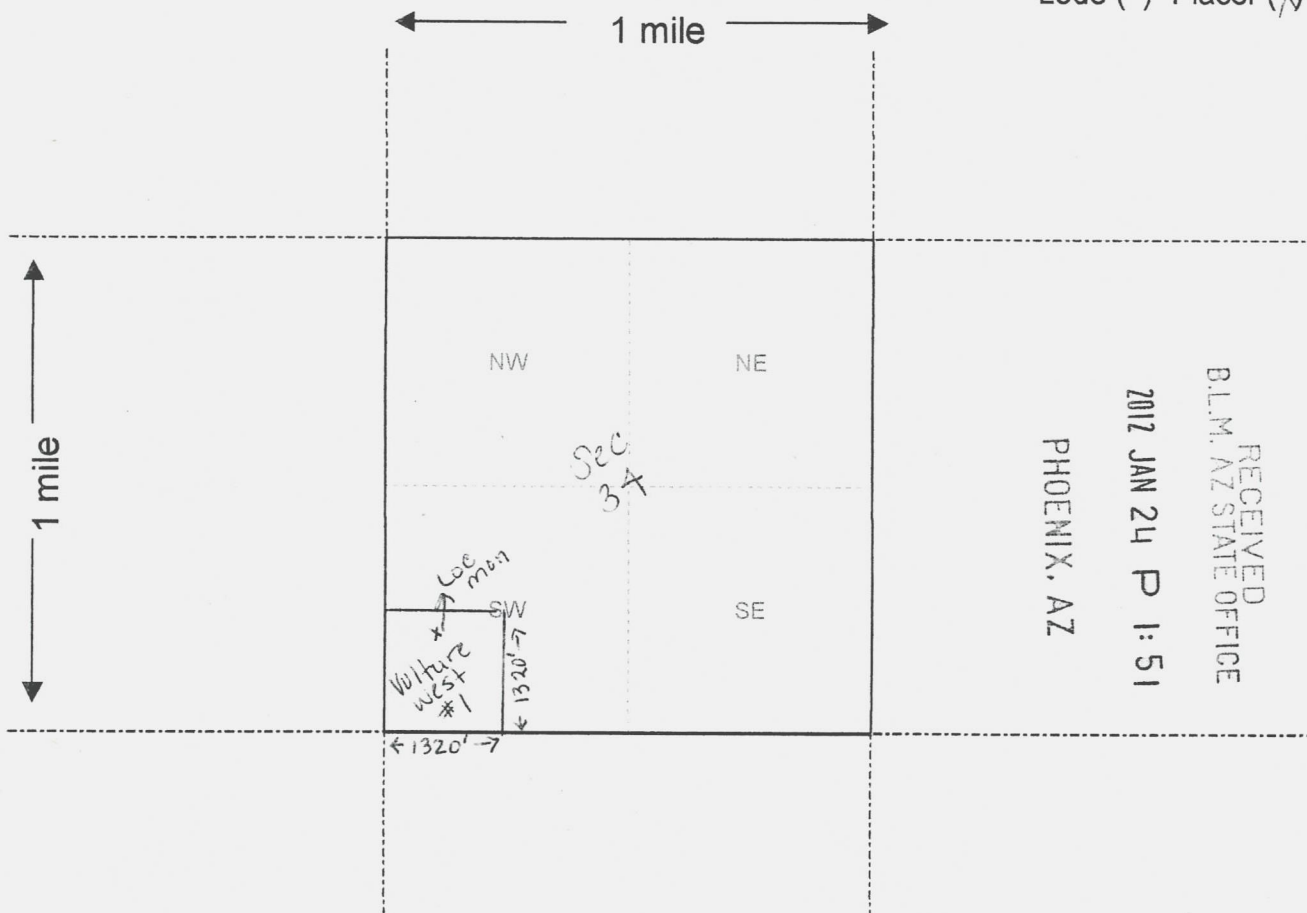 Lode ( ) Placer (
1 mile
1 mile
NW
NE
Sec
34
Loc
mon
SW
SE
Vulture
west
#1
1320'
1320'
RECEIVED
B.L.M. AZ STATE OFFICE
2012 JAN 24 P 1:51
PHOENIX, AZ